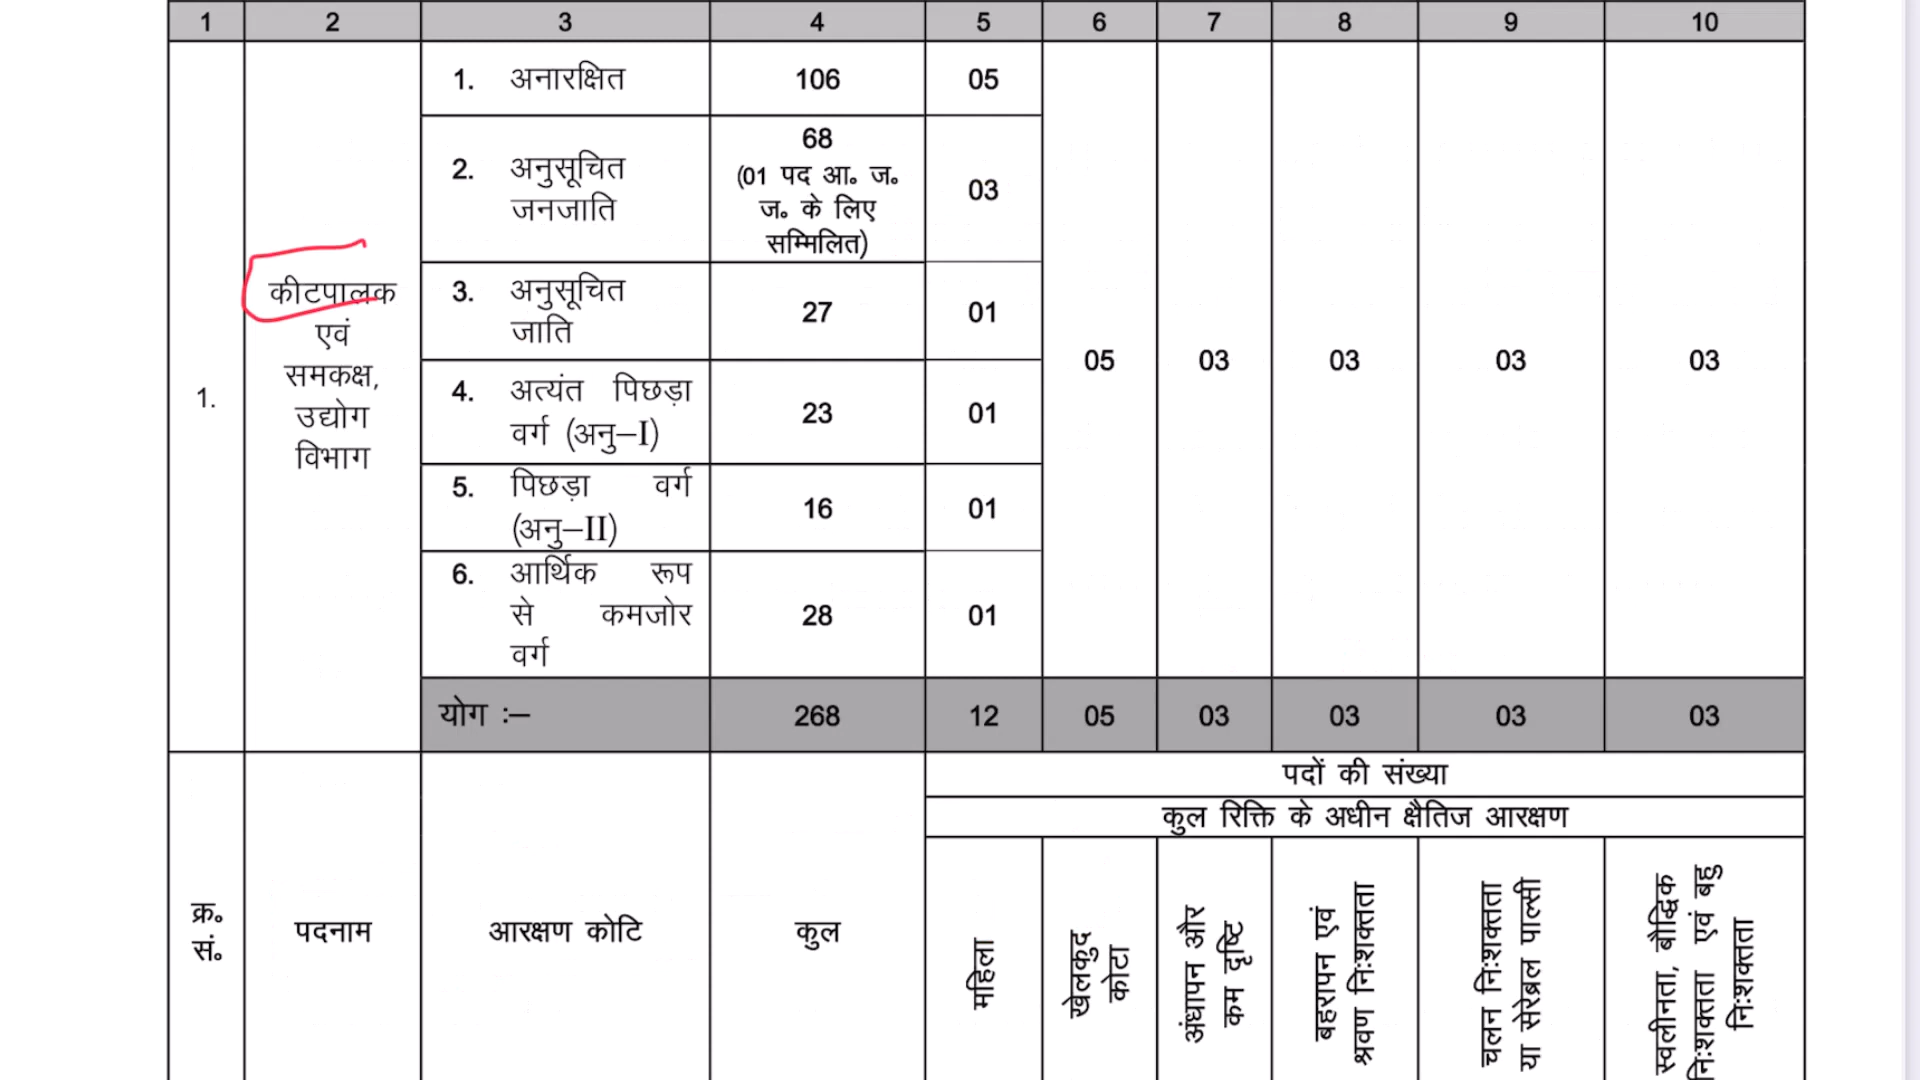 1 2 3 4 5 6 7 8 9 10
1.
कीटपालक
एवं
समकक्ष,
उद्योग
विभाग
1. अनारक्षित 106 05
2. अनुसूचित
जनजाति
68
(01 पद आ॰ ज॰
ज॰ के लिए
सम्मिलित)
03
3. अनुसूचित
जाति
27 01
4. अत्यंत पिछड़ा
वर्ग (अनु–I)
23 01
5. पिछड़ा वर्ग
(अनु–II)
16 01
6. आर्थिक रूप
से कमजोर
वर्ग
28 01
05 03 03 03 03
योग :– 268 12 05 03 03 03 03
क्र॰
सं॰
पदनाम
आरक्षण कोटि
कुल
पदों की संख्या
कुल रिक्ति के अधीन क्षैतिज आरक्षण
महिला
खेलकुद
कोटा
अंधापन और
कम दृष्टि
बहरापन एवं
श्रवण निःशक्तता
चलन निःशक्तता
या सेरेब्रल पाल्सी
स्वलीनता, बौद्धिक
निःशक्तता एवं बहु
निःशक्तता